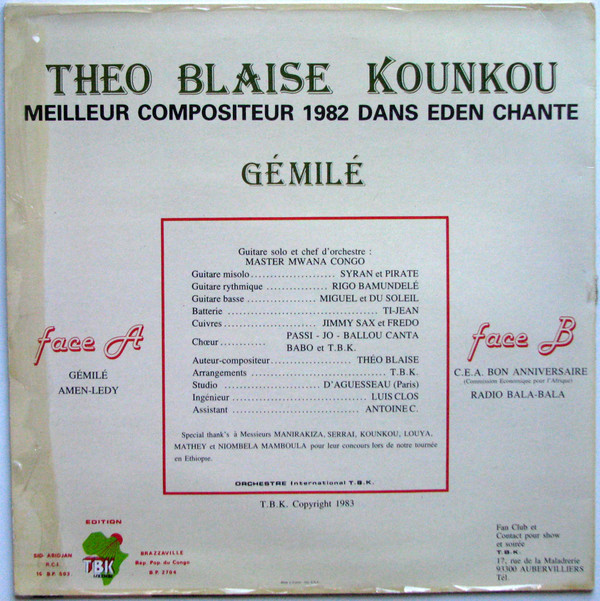 THEO BLAISE KOUNKOU
MEILLEUR COMPOSITEUR 1982 DANS EDEN CHANTE
GÉMILÉ
Guitare solo et chef d'orchestre :
MASTER MWANA CONGO
Guitare misolo ...................... SYRAN et PIRATE
Guitare rythmique ................ RIGO BAMUNDELÉ
Guitare basse .................. MIGUEL et DU SOLEIL
Batterie ....................................... TI-JEAN
Cuivres ......................... JIMMY SAX et FREDO
Chœur ............ PASSI - JO - BALLOU CANTA
BABO et T.B.K.
Auteur-compositeur ...................... THÉO BLAISE
Arrangements ..................................... T.B.K.
Studio ......................... D'AGUESSEAU (Paris)
Ingénieur .................................... LUIS CLOS
Assistant .................................. ANTOINE C.
Special thank's à Messieurs MANIRAKIZA, SERRAI, KOUNKOU, LOUYA,
MATHEY et NIOMBELA MAMBOULA pour leur concours lors de notre tournée
en Ethiopie.
ORCHESTRE International T.B.K.
face A
GÉMILÉ
AMEN-LEDY
face B
C.E.A. BON ANNIVERSAIRE
(Commission Economique pour l'Afrique)
RADIO BALA-BALA
T.B.K. Copyright 1983
EDITION
TBK
ABIDJAN
R.C.I.
BRAZZAVILLE
Rép. Pop. du Congo
B.P. 2704
Fan Club et
Contact pour show
et soirée
T.B.K.
17, rue de la Maladrerie
93300 AUBERVILLIERS
Tél.